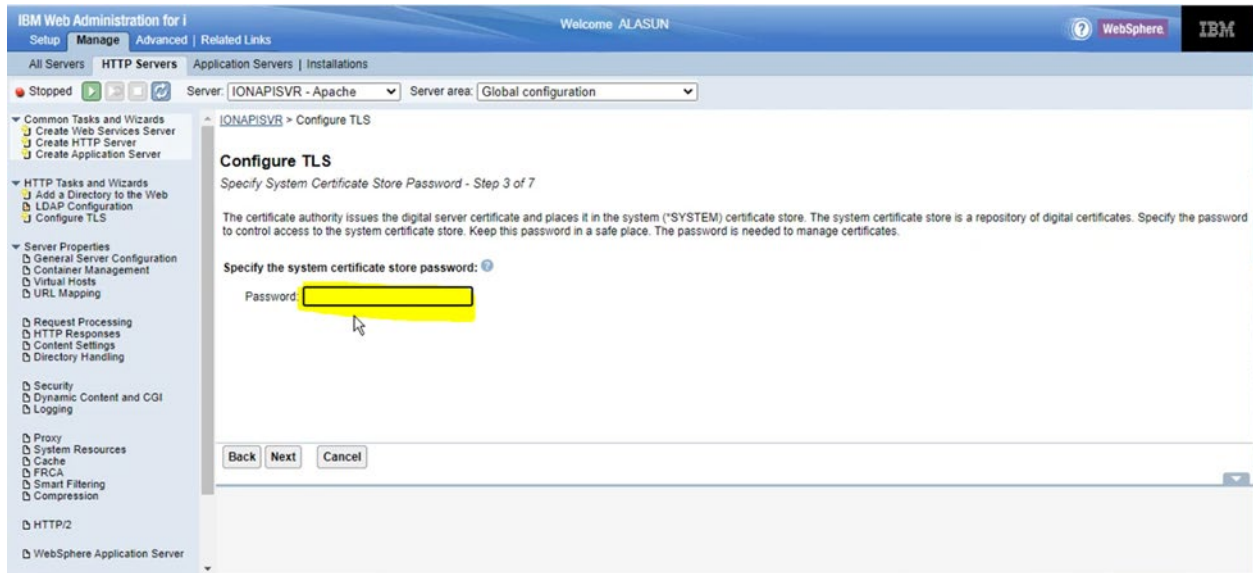 IBM Web Administration for i
Welcome ALASUN
? WebSphere. IBM
Setup Manage Advanced | Related Links
All Servers HTTP Servers Application Servers | Installations
Stopped Server: IONAPISVR - Apache Server area: Global configuration
Common Tasks and Wizards
Create Web Services Server
Create HTTP Server
Create Application Server
HTTP Tasks and Wizards
Add a Directory to the Web
LDAP Configuration
Configure TLS
Server Properties
General Server Configuration
Container Management
Virtual Hosts
URL Mapping
Request Processing
HTTP Responses
Content Settings
Directory Handling
Security
Dynamic Content and CGI
Logging
Proxy
System Resources
Cache
FRCA
Smart Filtering
Compression
HTTP/2
WebSphere Application Server
IONAPISVR > Configure TLS
Configure TLS
Specify System Certificate Store Password - Step 3 of 7
The certificate authority issues the digital server certificate and places it in the system (*SYSTEM) certificate store. The system certificate store is a repository of digital certificates. Specify the password
to control access to the system certificate store. Keep this password in a safe place. The password is needed to manage certificates.
Specify the system certificate store password: ?
Password:
Back Next Cancel